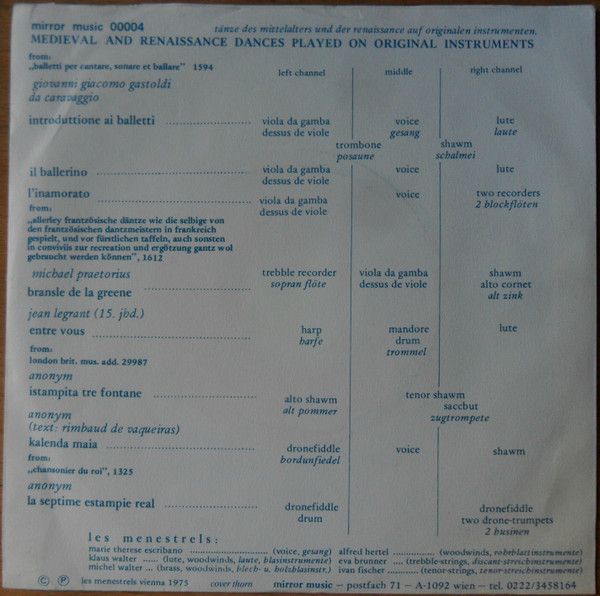 mirror music 00004 tänze des mittelalters und der renaissance auf originalen instrumenten.
MEDIEVAL AND RENAISSANCE DANCES PLAYED ON ORIGINAL INSTRUMENTS
from:
„balletti per cantare, sonare et ballare" 1594
left channel middle right channel
giovanni giacomo gastoldi
da caravaggio
introduttione ai balletti .................... viola da gamba voice lute
dessus de viole gesang laute
trombone shawm
posaune schalmei
il ballerino .................... viola da gamba voice lute
dessus de viole
l'inamorato .................... viola da gamba voice two recorders
dessus de viole 2 blockflöten
from:
„allerley frantzösische däntze wie die selbige von
den frantzösischen dantzmeistern in frankreich
gespielt, und vor fürstlichen taffeln, auch sonsten
in conviviis zur recreation und ergötzung gantz wol
gebraucht werden können", 1612
michael praetorius trebble recorder viola da gamba shawm
bransle de la greene .................... sopran flöte dessus de viole alto cornet
alt zink
jean legrant (15. jhd.)
entre vous .................... harp mandore lute
harfe drum
trommel
from:
london brit. mus. add. 29987
anonym
istampita tre fontane .................... alto shawm tenor shawm
alt pommer saccbut
zugtrompete
anonym
(text: rimbaud de vaqueiras)
kalenda maia .................... dronefiddle voice shawm
bordunfiedel
from:
„chansonier du roi", 1325
anonym
la septime estampie real .................... dronefiddle dronefiddle
drum two drone-trumpets
2 businen
les menestrels:
marie therese escribano .................... (voice, gesang) alfred hertel .............. (woodwinds, rohrblattinstrumente)
klaus walter .... (lute, woodwinds, laute, blasinstrumente) eva brunner .... (trebble-strings, discant-streichinstrumente)
michel walter ... (brass, woodwinds, blech- u. holzblasinstr.) ivan fischer ............ (tenor-strings, tenor-streichinstrumente)
© ℗ les menestrels vienna 1975 cover thorn mirror music – postfach 71 – A-1092 wien – tel. 0222/3458164